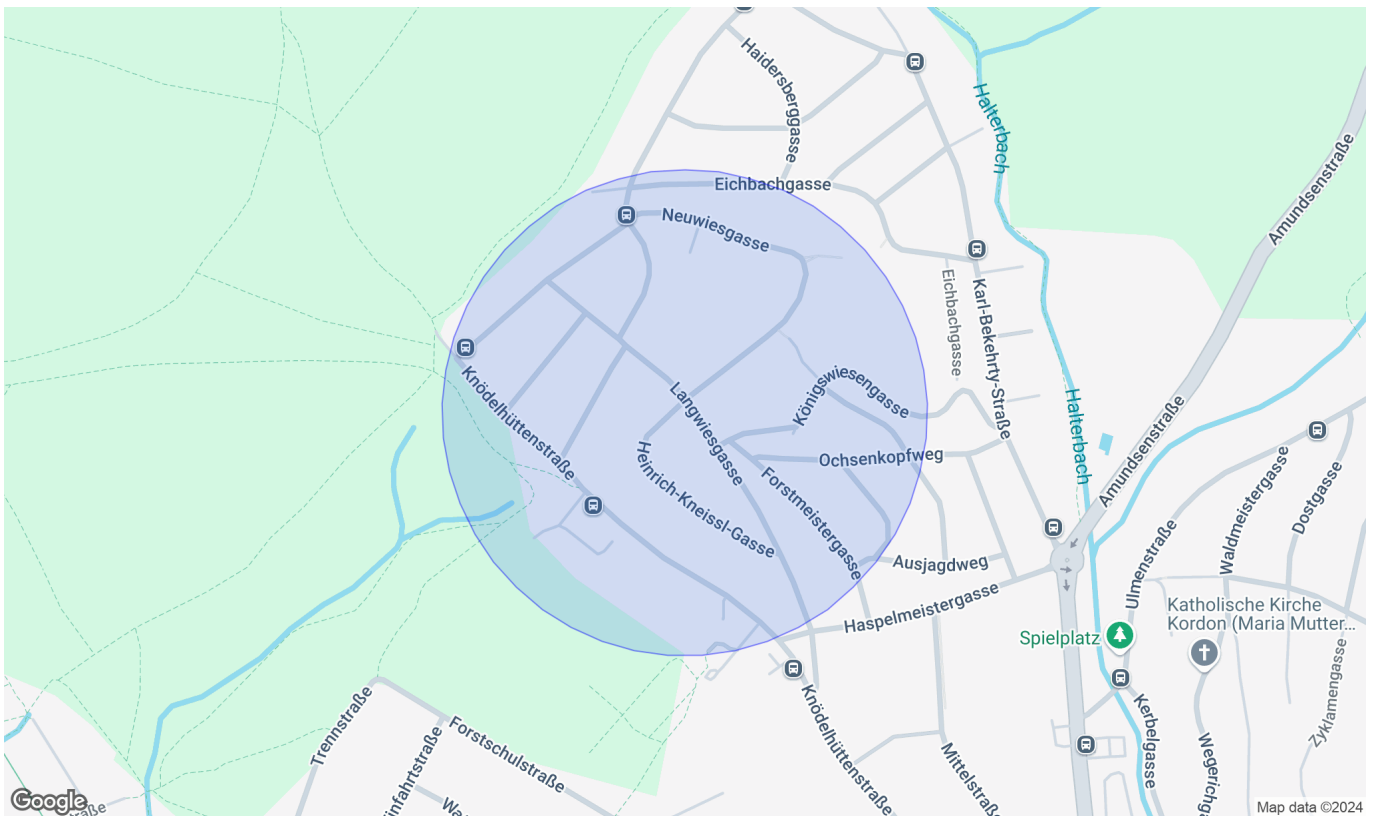 Haidersberggasse
Halterbach
Amundsenstraße
Eichbachgasse
Neuwiesgasse
Eichbachgasse
Karl-Bekehrty-Straße
Knödelhüttenstraße
Langwiesgasse
Königswiesengasse
Halterbach
Amundsenstraße
Heinrich-Kneissl-Gasse
Ochsenkopfweg
Forstmeistergasse
Waldmeistergasse
Dostgasse
Ulmenstraße
Ausjagdweg
Haspelmeistergasse
Katholische Kirche
Kordon (Maria Mutter...
Spielplatz
Zyklamengasse
Trennstraße
Forstschulstraße
Knödelhüttenstraße
Mittelstraße
Kerbelgasse
Google
Map data ©2024